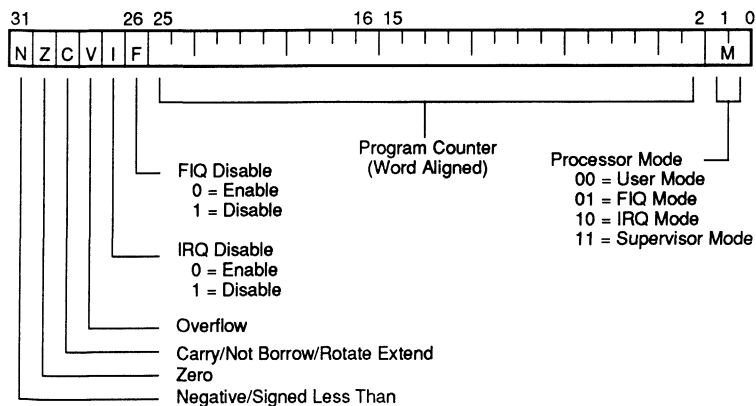 31 26 25 16 15 2 1 0
N Z C V I F M
Program Counter
(Word Aligned)
Processor Mode
00 = User Mode
01 = FIQ Mode
10 = IRQ Mode
11 = Supervisor Mode
FIQ Disable
0 = Enable
1 = Disable
IRQ Disable
0 = Enable
1 = Disable
Overflow
Carry/Not Borrow/Rotate Extend
Zero
Negative/Signed Less Than